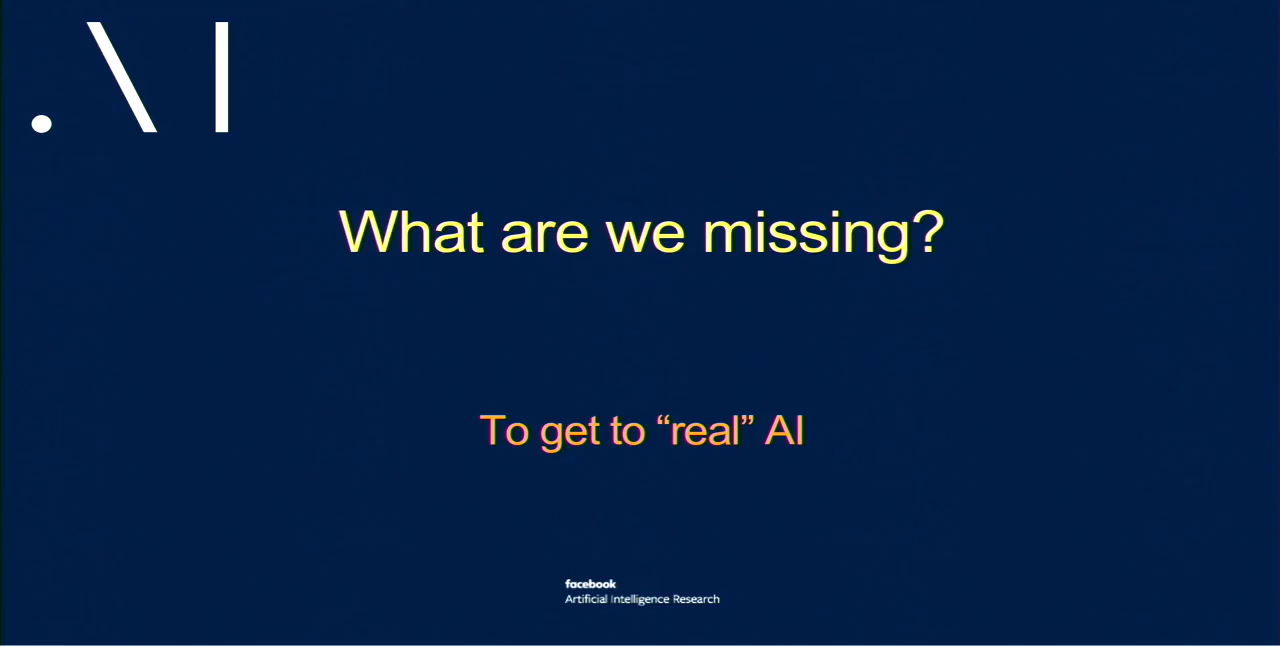 .\ I
What are we missing?
To get to “real” AI
facebook
Artificial Intelligence Research